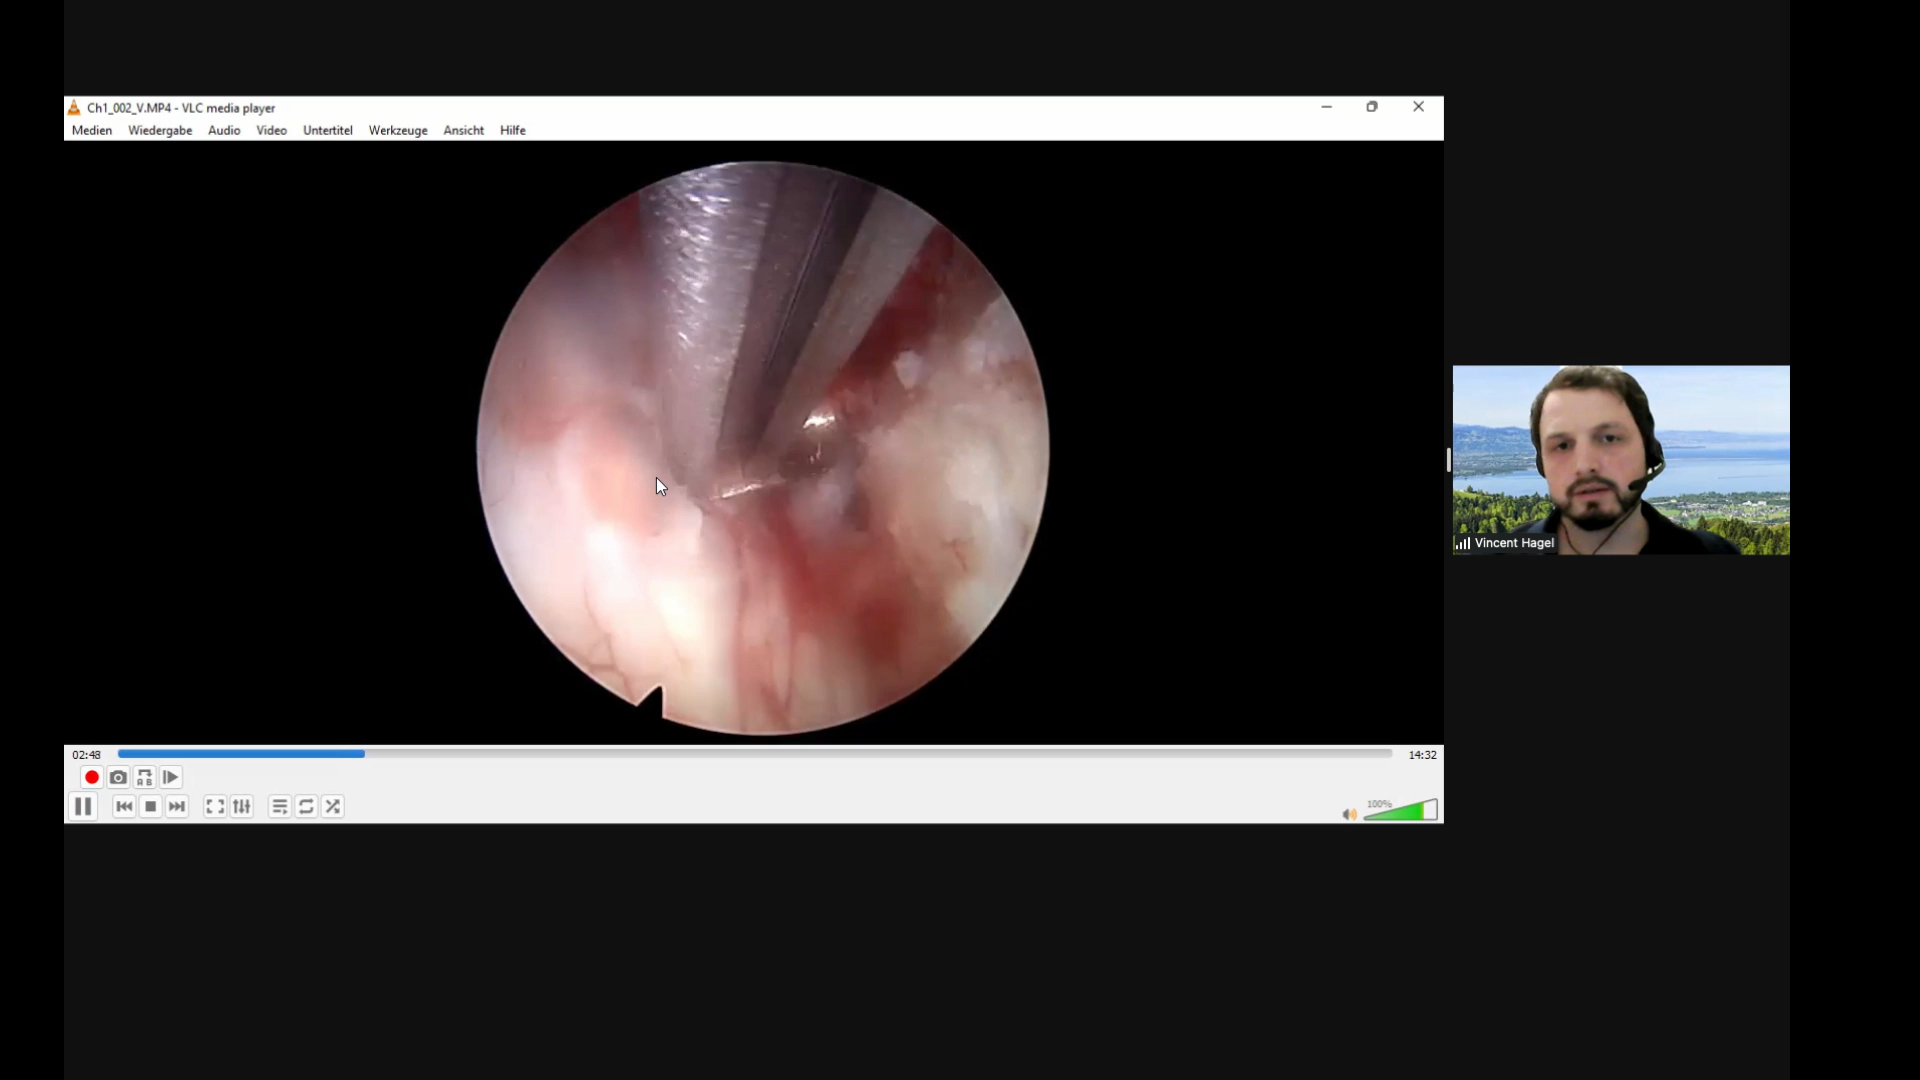 Ch1_002_V.MP4 - VLC media player
Medien Wiedergabe Audio Video Untertitel Werkzeuge Ansicht Hilfe
Vincent Hagel
02:48
14:32
A B
100%